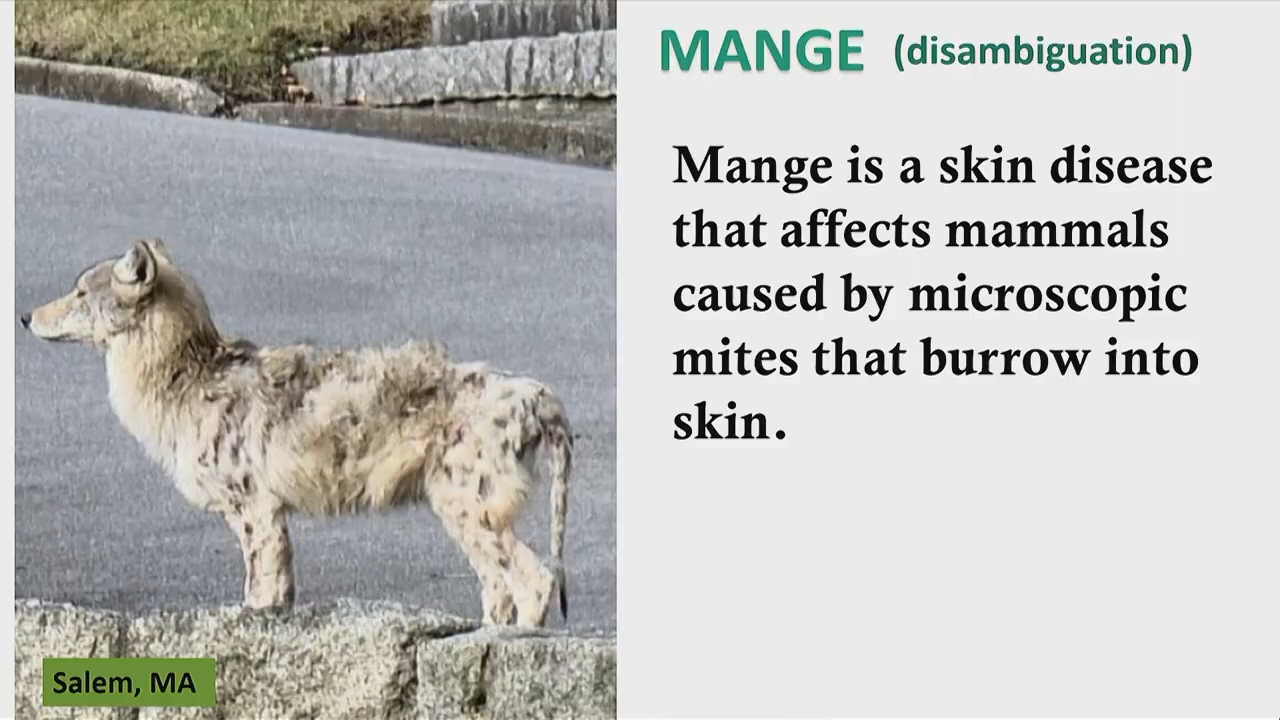 MANGE (disambiguation)
Mange is a skin disease
that affects mammals
caused by microscopic
mites that burrow into
skin.
Salem, MA